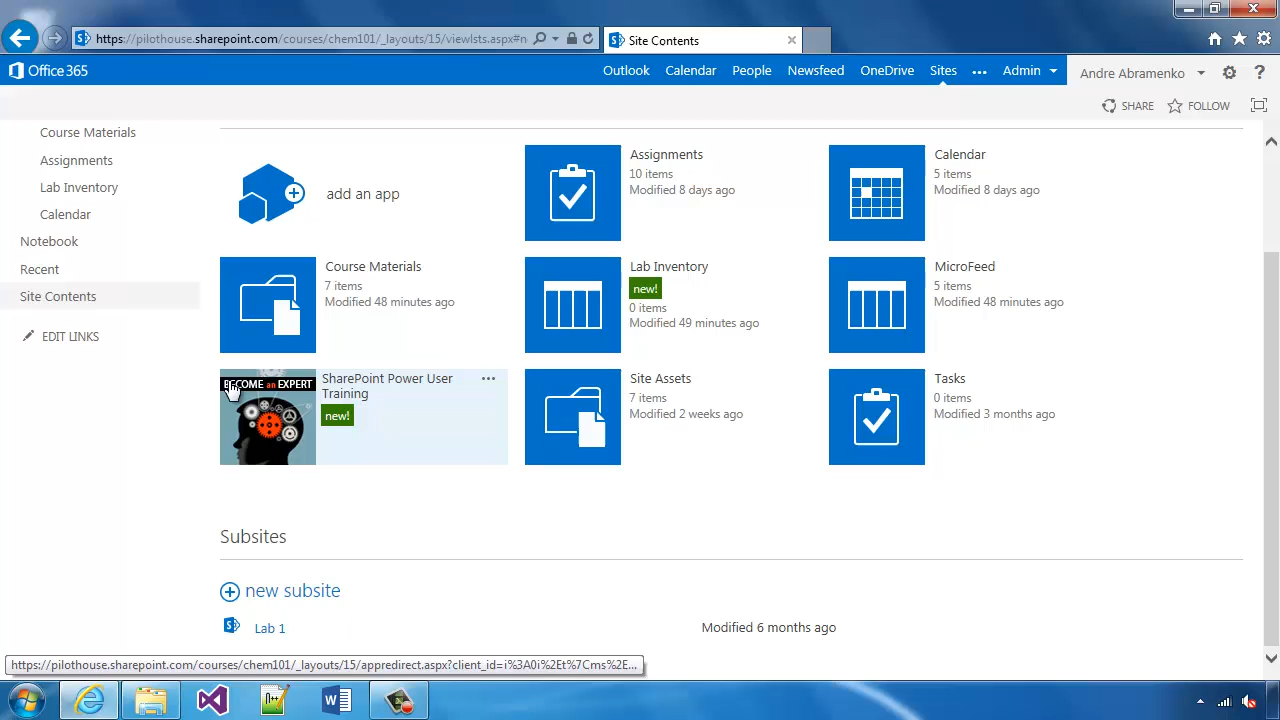 https://pilothouse.sharepoint.com/courses/chem101/_layouts/15/viewlsts.aspx#n
Site Contents
Office 365
Outlook
Calendar
People
Newsfeed
OneDrive
Sites
Admin
Andre Abramenko
?
SHARE
FOLLOW
Course Materials
Assignments
Lab Inventory
Calendar
Notebook
Recent
Site Contents
EDIT LINKS
add an app
Assignments
10 items
Modified 8 days ago
Calendar
5 items
Modified 8 days ago
Course Materials
7 items
Modified 48 minutes ago
Lab Inventory
new!
0 items
Modified 49 minutes ago
MicroFeed
5 items
Modified 48 minutes ago
BECOME an EXPERT
SharePoint Power User
Training
new!
Site Assets
7 items
Modified 2 weeks ago
Tasks
0 items
Modified 3 months ago
Subsites
new subsite
Lab 1
Modified 6 months ago
https://pilothouse.sharepoint.com/courses/chem101/_layouts/15/appredirect.aspx?client_id=i%3A0i%2Et%7Cms%2E...